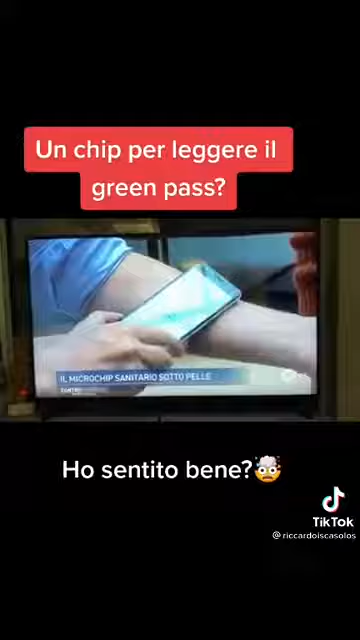 Un chip per leggere il
green pass?
IL MICROCHIP SANITARIO SOTTO PELLE
Ho sentito bene?🤯
TikTok
@riccardoiscasolos